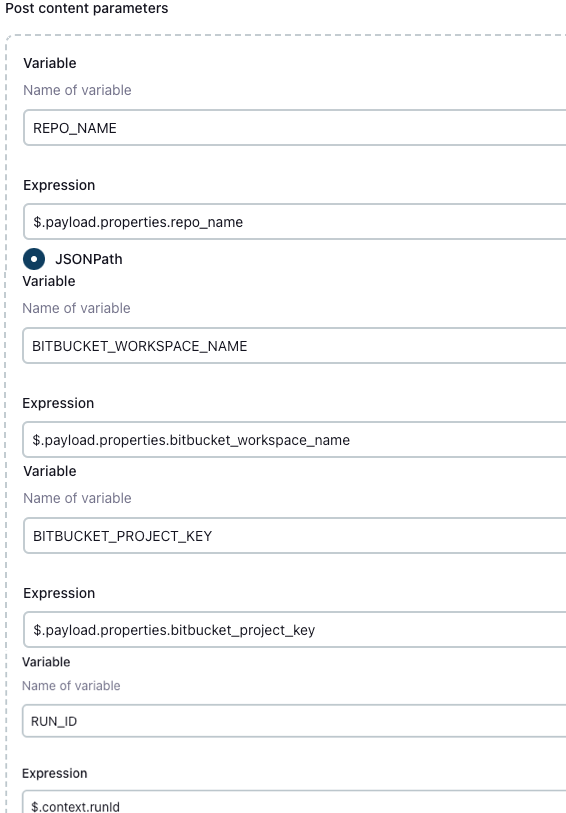 Post content parameters
Variable
Name of variable
REPO_NAME
Expression
$.payload.properties.repo_name
JSONPath
Variable
Name of variable
BITBUCKET_WORKSPACE_NAME
Expression
$.payload.properties.bitbucket_workspace_name
Variable
Name of variable
BITBUCKET_PROJECT_KEY
Expression
$.payload.properties.bitbucket_project_key
Variable
Name of variable
RUN_ID
Expression
$.context.runId